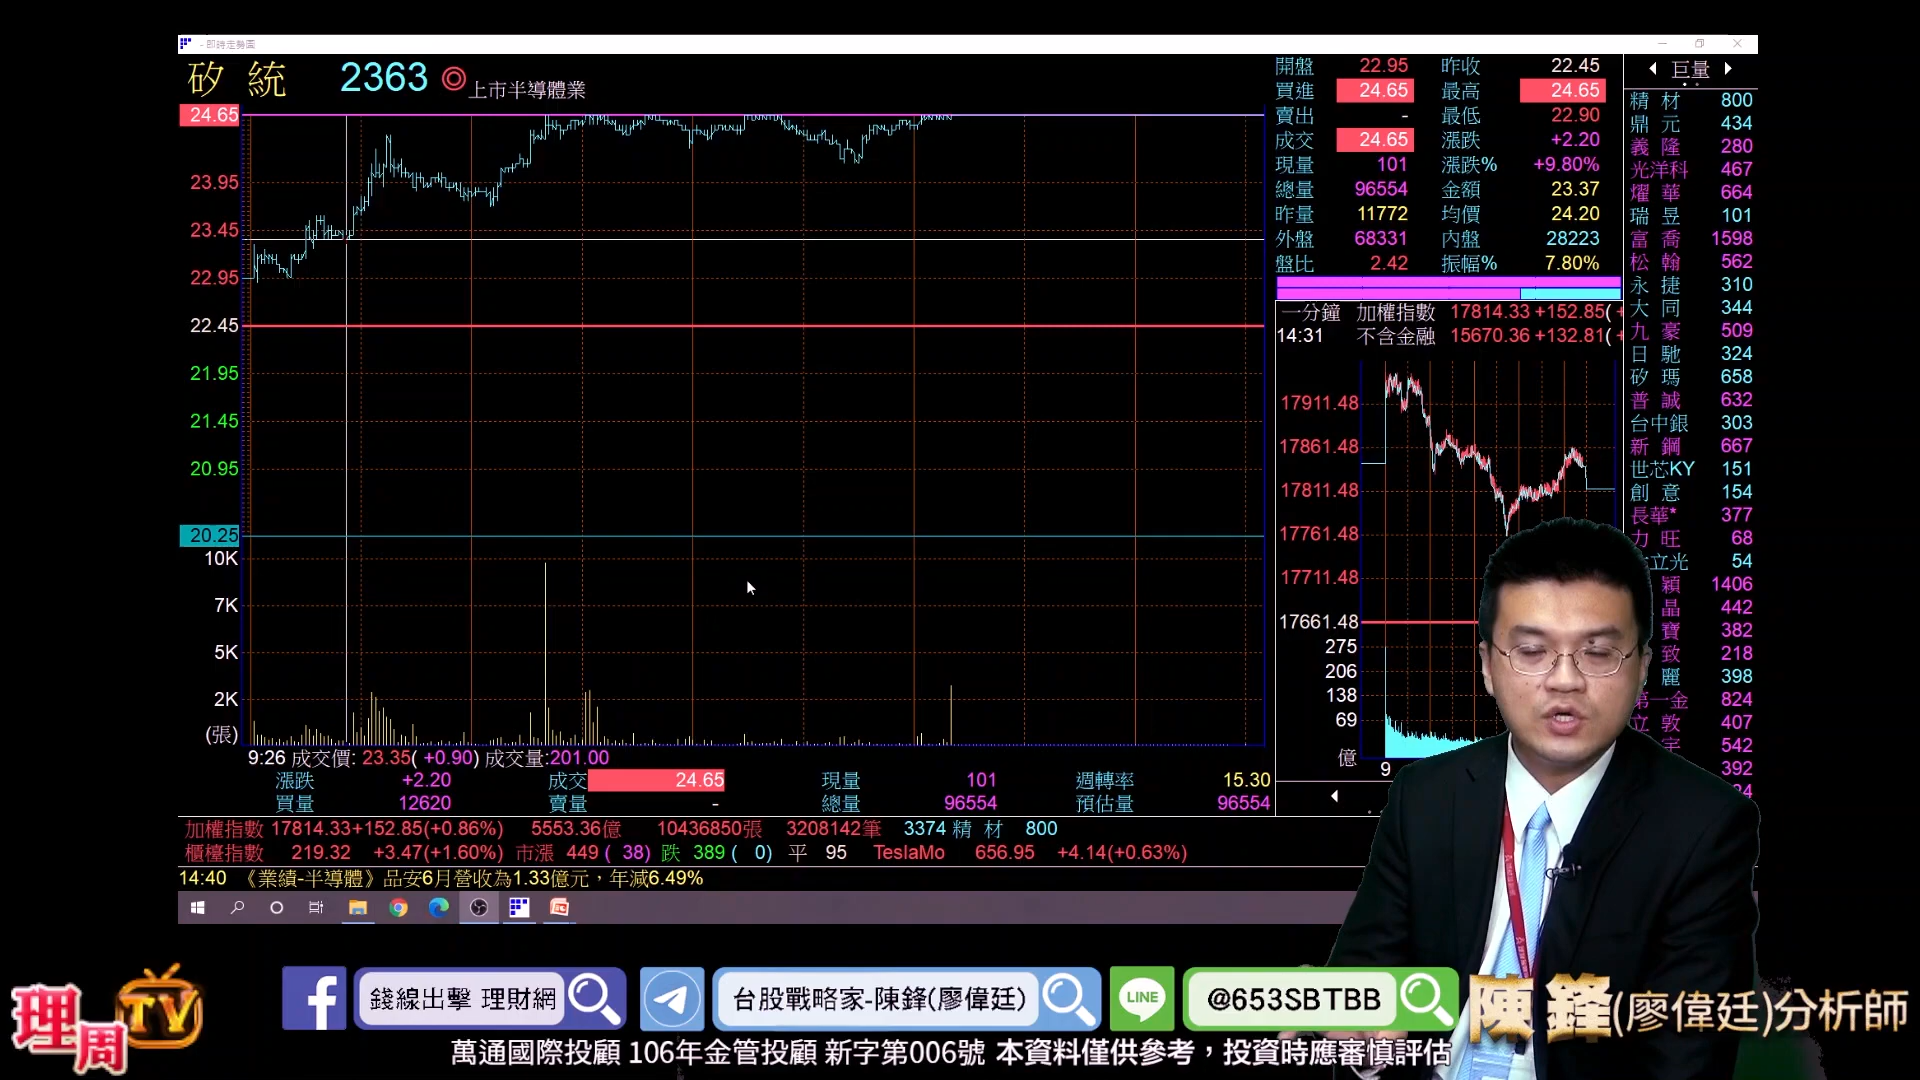 - 即時走勢圖
矽 統 2363 ◎ 上市半導體業
24.65
23.95
23.45
22.95
22.45
21.95
21.45
20.95
20.25
10K
7K
5K
2K
(張)
9:26 成交價: 23.35( +0.90) 成交量:201.00
漲跌 +2.20 成交 24.65 現量 101 週轉率 15.30
買量 12620 賣量 - 總量 96554 預估量 96554
開盤 22.95 昨收 22.45
買進 24.65 最高 24.65
賣出 - 最低 22.90
成交 24.65 漲跌 +2.20
現量 101 漲跌% +9.80%
總量 96554 金額 23.37
昨量 11772 均價 24.20
外盤 68331 內盤 28223
盤比 2.42 振幅% 7.80%
一分鐘 加權指數 17814.33 +152.85( +
14:31 不含金融 15670.36 +132.81( +
17911.48
17861.48
17811.48
17761.48
17711.48
17661.48
275
206
138
69
億
9
巨量
精 材 800
鼎 元 434
義 隆 280
光洋科 467
燿 華 664
瑞 昱 101
富 喬 1598
松 翰 562
永 捷 310
大 同 344
九 豪 509
日 馳 324
矽 瑪 658
普 誠 632
台中銀 303
新 鋼 667
世芯KY 151
創 意 154
長華* 377
力 旺 68
立光 54
穎 1406
晶 442
寶 382
致 218
麗 398
第一金 824
立 敦 407
宇 542
392
加權指數 17814.33 +152.85(+0.86%) 5553.36億 10436850張 3208142筆 3374 精 材 800
櫃檯指數 219.32 +3.47(+1.60%) 市漲 449 ( 38) 跌 389 ( 0) 平 95 TeslaMo 656.95 +4.14(+0.63%)
14:40 《業績-半導體》品安6月營收為1.33億元，年減6.49%
理周TV
錢線出擊 理財網
台股戰略家-陳鋒(廖偉廷)
LINE
@653SBTBB
陳 鋒(廖偉廷)分析師
萬通國際投顧 106年金管投顧 新字第006號 本資料僅供參考，投資時應審慎評估